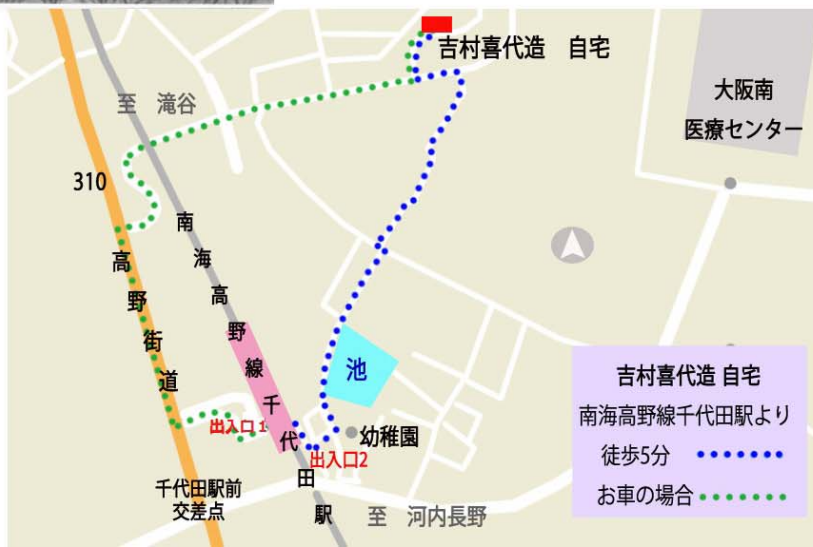 吉村喜代造　自宅
大阪南
医療センター
至　滝谷
310
高野街道
南海高野線千代田駅
池
出入口1
出入口2
幼稚園
千代田駅前
交差点
至　河内長野
吉村喜代造 自宅
南海高野線千代田駅より
徒歩5分
お車の場合